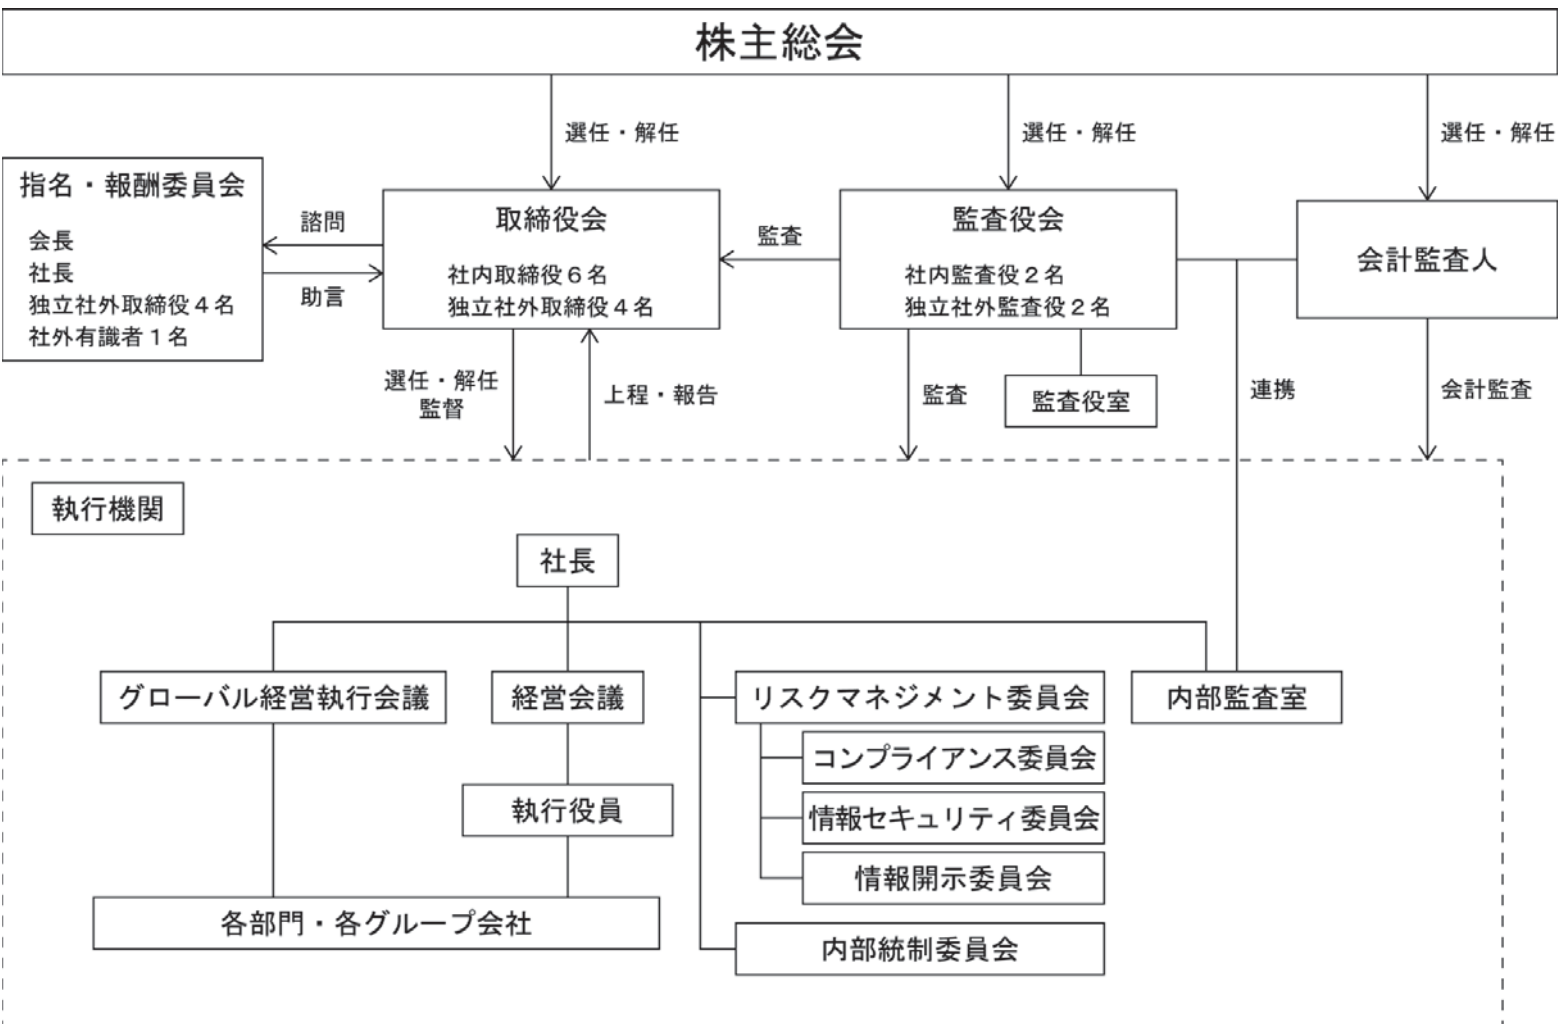 株主総会
選任・解任
選任・解任
選任・解任
指名・報酬委員会
会長
社長
独立社外取締役４名
社外有識者１名
諮問
助言
取締役会
社内取締役６名
独立社外取締役４名
監査
監査役会
社内監査役２名
独立社外監査役２名
会計監査人
選任・解任
監督
上程・報告
監査
監査役室
連携
会計監査
執行機関
社長
グローバル経営執行会議
経営会議
リスクマネジメント委員会
内部監査室
コンプライアンス委員会
執行役員
情報セキュリティ委員会
情報開示委員会
各部門・各グループ会社
内部統制委員会